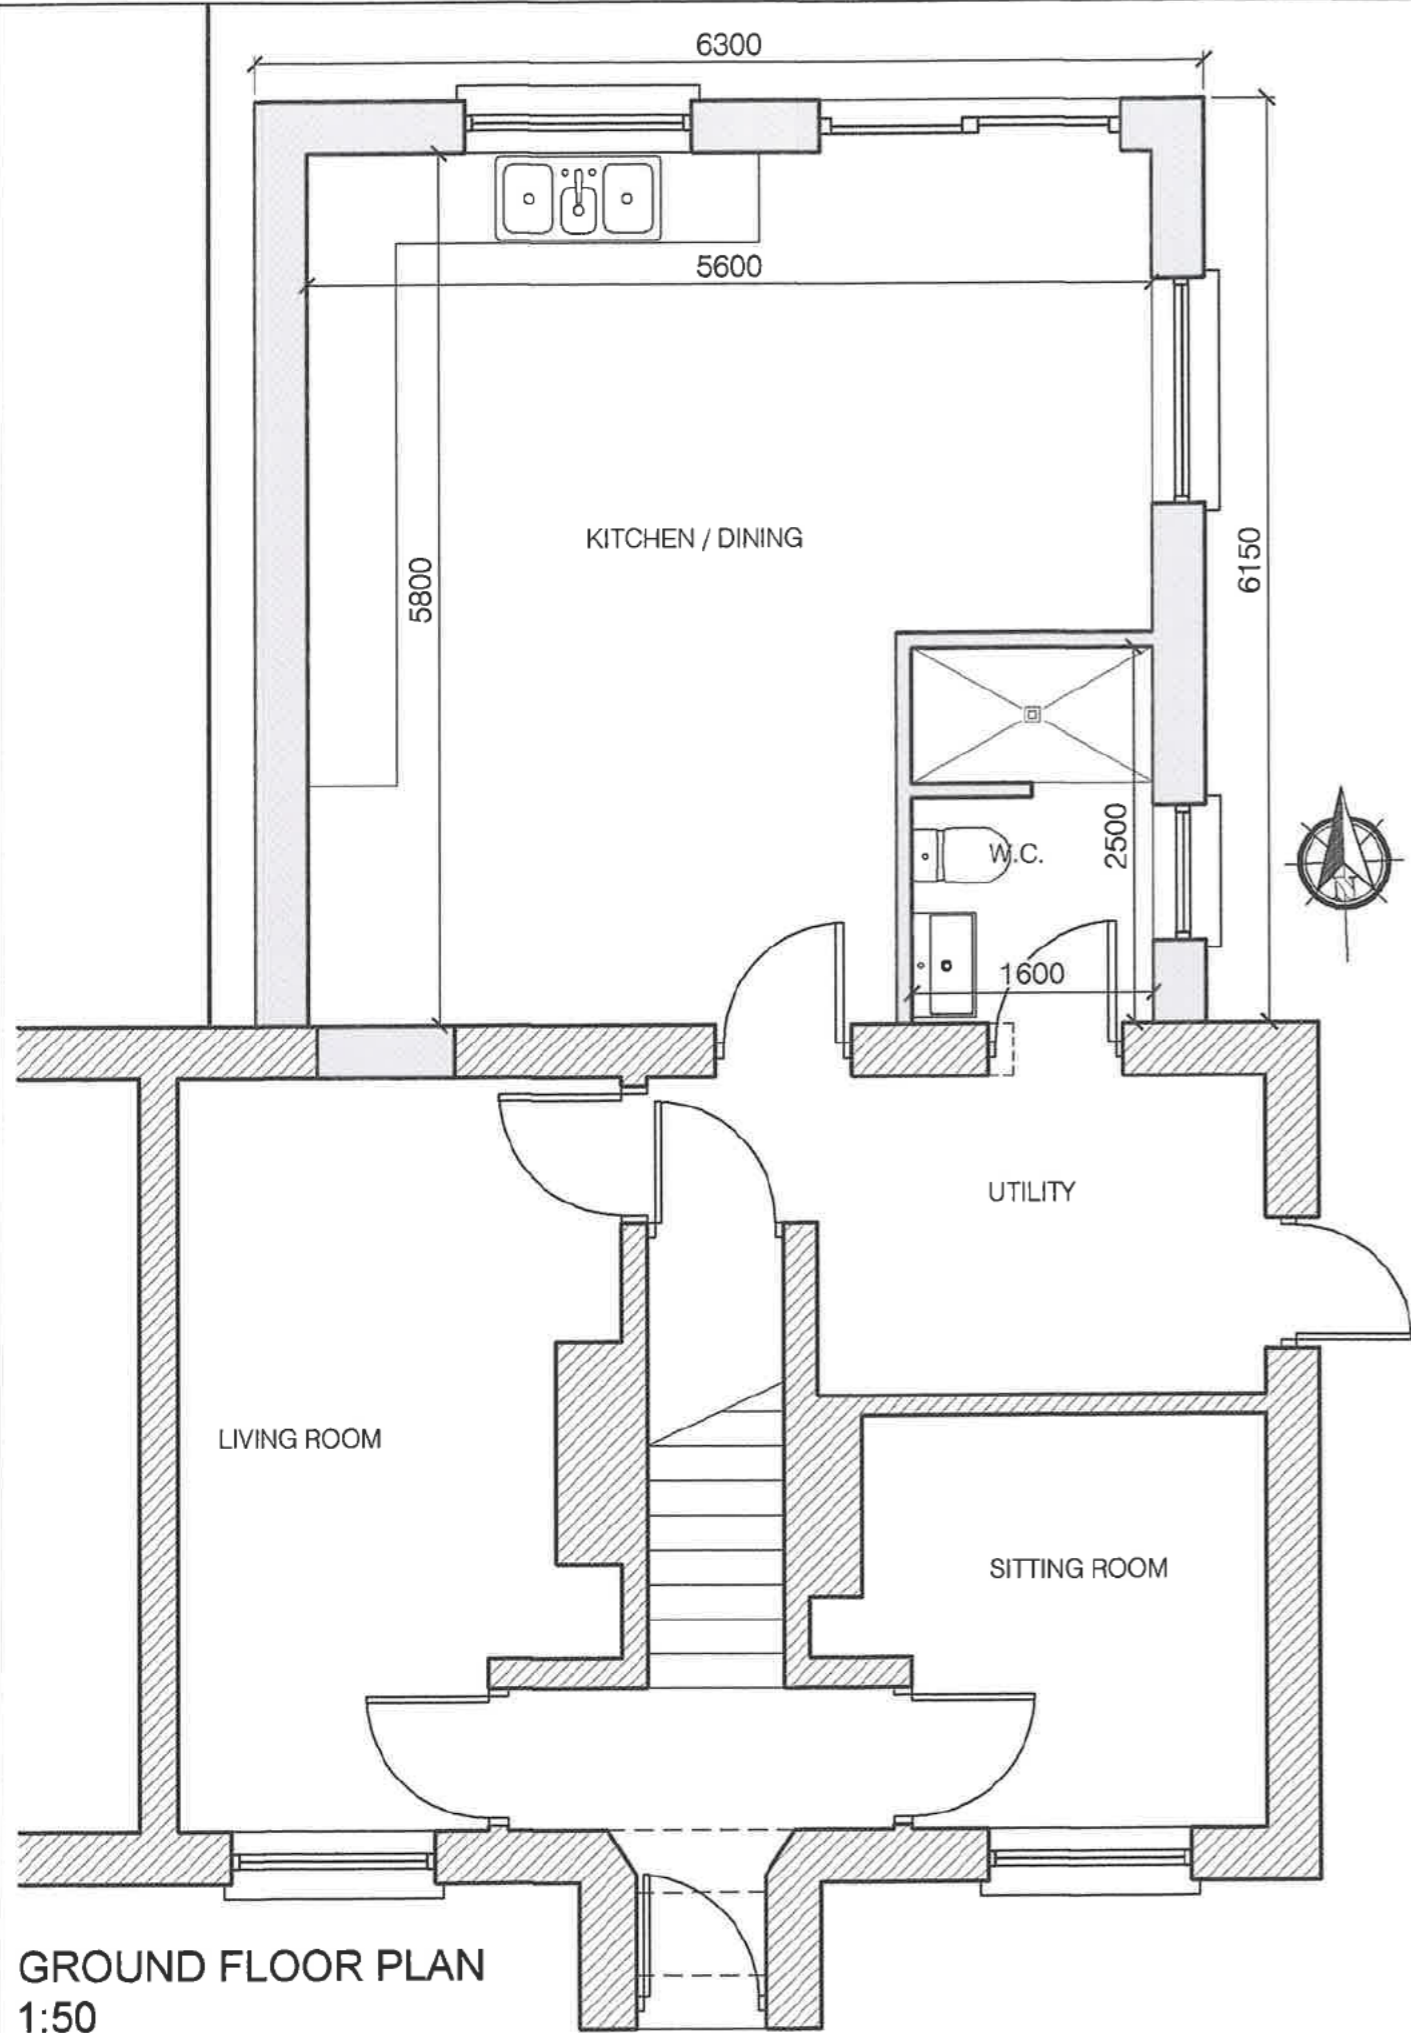 6300
5600
KITCHEN / DINING
5800
6150
2500
W.C.
N
1600
UTILITY
LIVING ROOM
SITTING ROOM
GROUND FLOOR PLAN
1:50